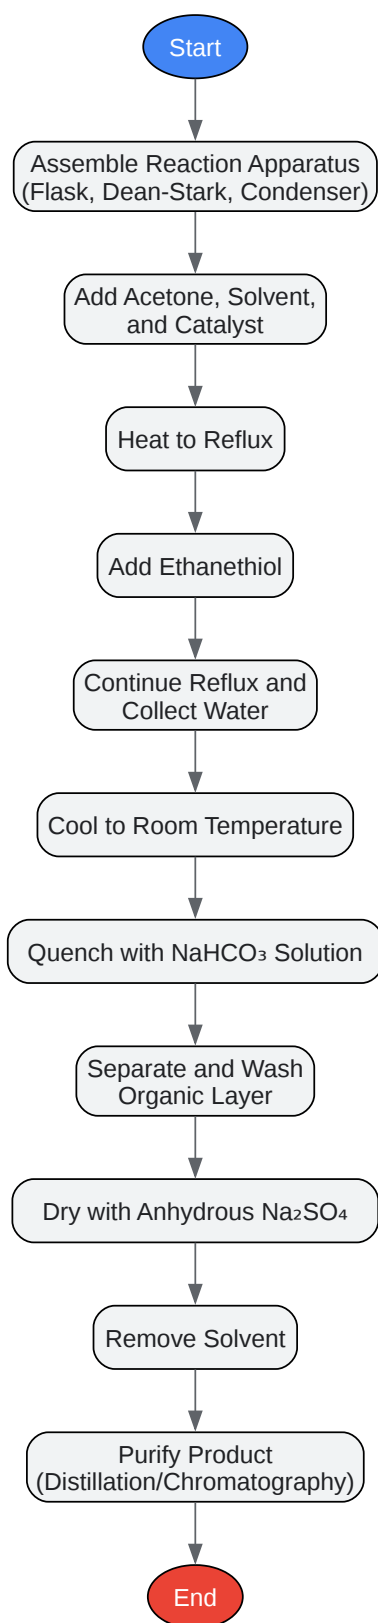 Start
Assemble Reaction Apparatus
(Flask, Dean-Stark, Condenser)
Add Acetone, Solvent,
and Catalyst
Heat to Reflux
Add Ethanethiol
Continue Reflux and
Collect Water
Cool to Room Temperature
Quench with NaHCO₃ Solution
Separate and Wash
Organic Layer
Dry with Anhydrous Na₂SO₄
Remove Solvent
Purify Product
(Distillation/Chromatography)
End